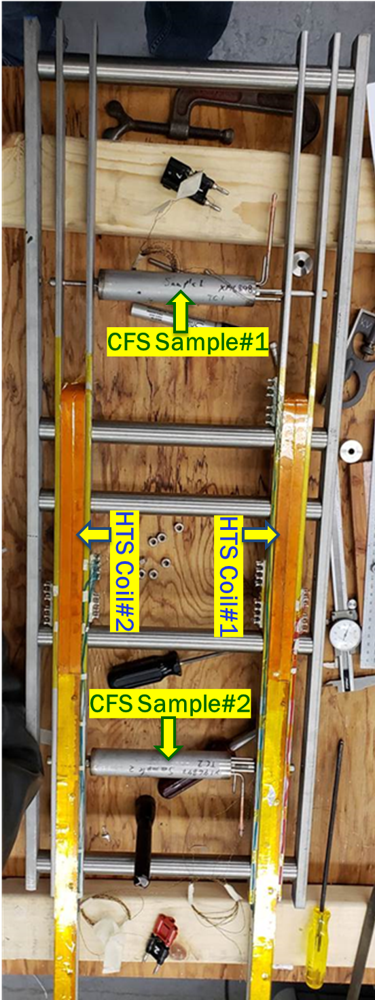 Sample 1
TC1
CFS Sample#1
HTS Coil#2
HTS Coil#1
CFS Sample#2
TC2
Sample 2